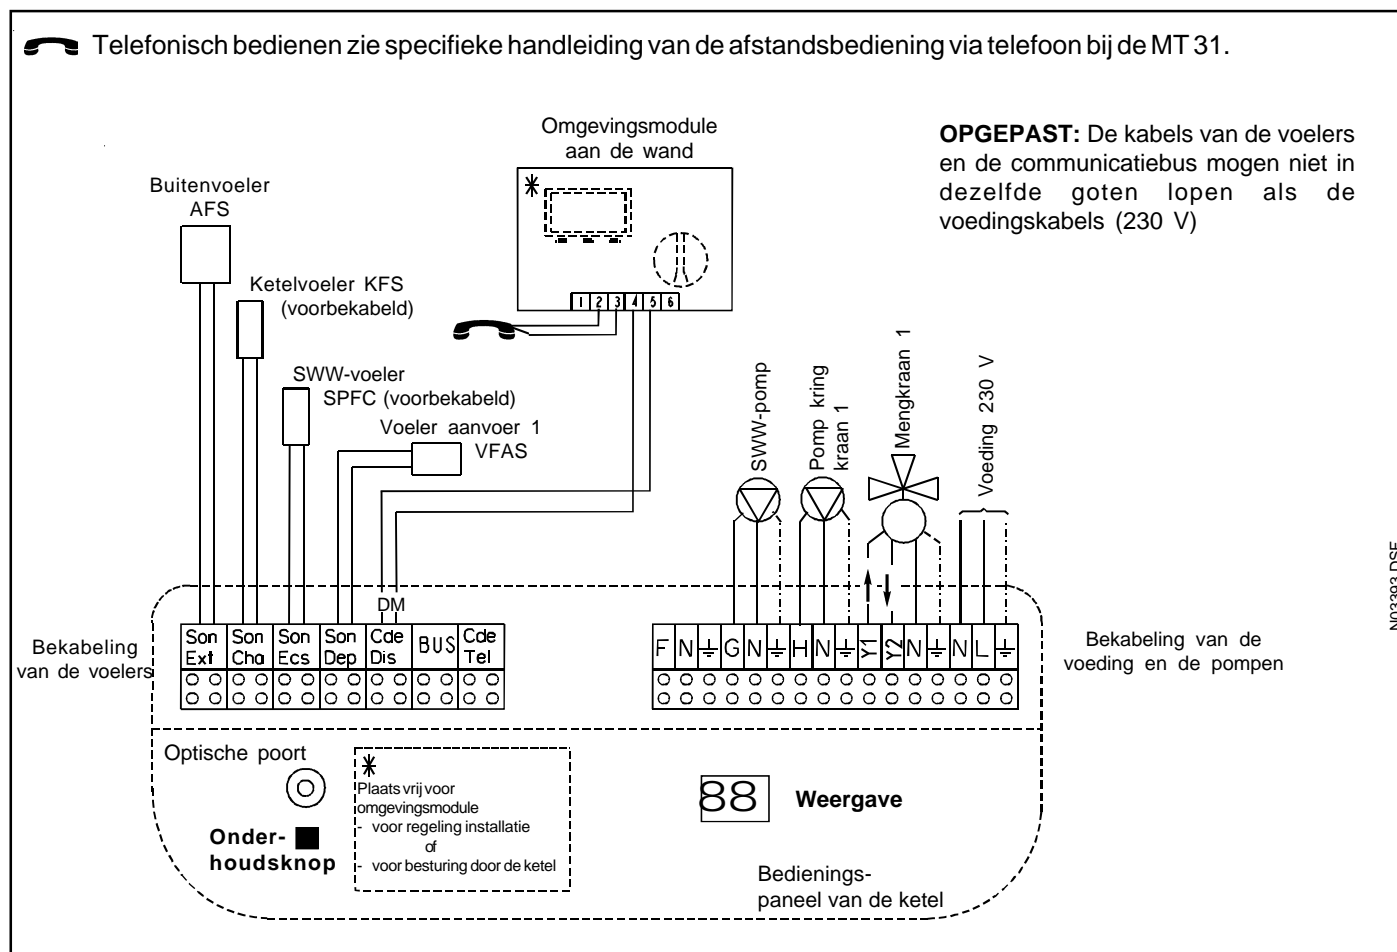 Telefonisch bedienen zie specifieke handleiding van de afstandsbediening via telefoon bij de MT 31.
Omgevingsmodule
aan de wand
OPGEPAST: De kabels van de voelers
en de communicatiebus mogen niet in
dezelfde goten lopen als de
voedingskabels (230 V)
Buitenvoeler
AFS
Ketelvoeler KFS
(voorbekabeld)
1 2 3 4 5 6
SWW-voeler
SPFC (voorbekabeld)
Voeler aanvoer 1
VFAS
SWW-pomp
Pomp kring
kraan 1
Mengkraan 1
Voeding 230 V
N03393 DSF
DM
Bekabeling
van de voelers
Son Ext
Son Cha
Son Ecs
Son Dep
Cde Dis
BUS
Cde Tel
F N G N H N Y1 Y2 N N L
Bekabeling van de
voeding en de pompen
Optische poort
Onder-
houdsknop
Plaats vrij voor
omgevingsmodule
- voor regeling installatie
of
- voor besturing door de ketel
88
Weergave
Bedienings-
paneel van de ketel